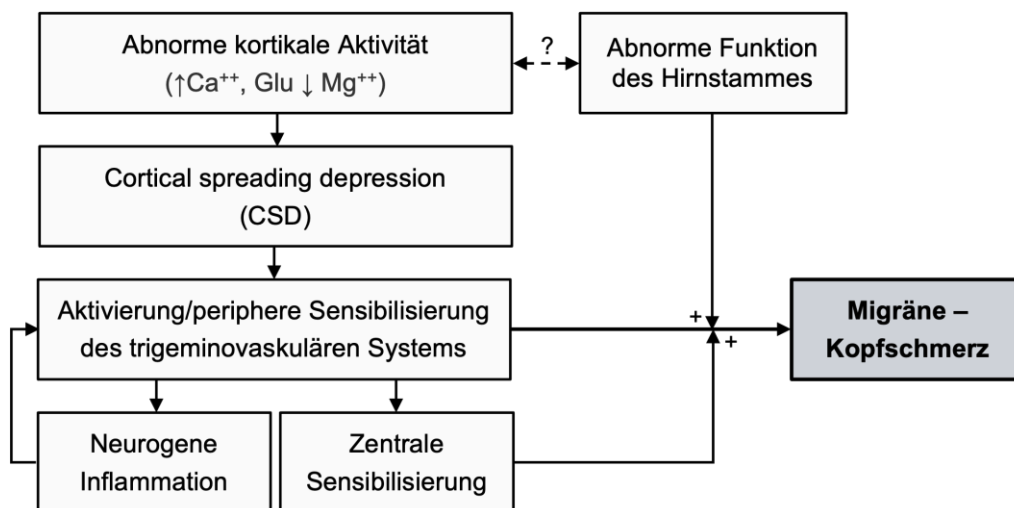 Abnorme kortikale Aktivität
(↑Ca⁺⁺, Glu ↓ Mg⁺⁺)
?
Abnorme Funktion
des Hirnstammes
Cortical spreading depression
(CSD)
Aktivierung/periphere Sensibilisierung
des trigeminovaskulären Systems
+
+
Migräne –
Kopfschmerz
Neurogene
Inflammation
Zentrale
Sensibilisierung